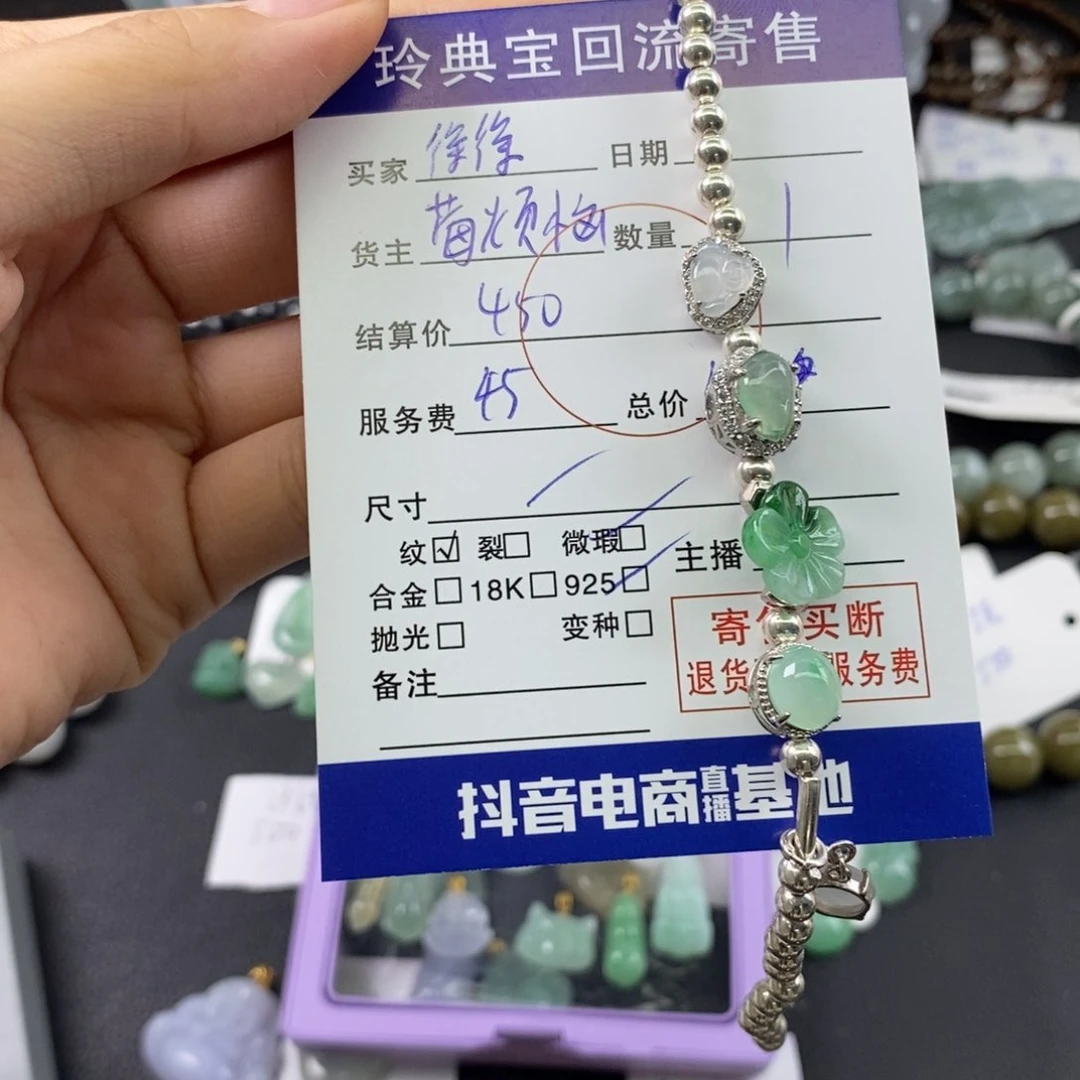 玲典宝回流寄售
买家 徐徐 日期
货主 莓烦恼 数量 1
结算价 450
服务费 45 总价
尺寸
纹☑ 裂□ 微瑕□ 主播
合金□ 18K□ 925□
抛光□ 变种□
备注
寄 买断
退货 服务费
抖音电商直播基地